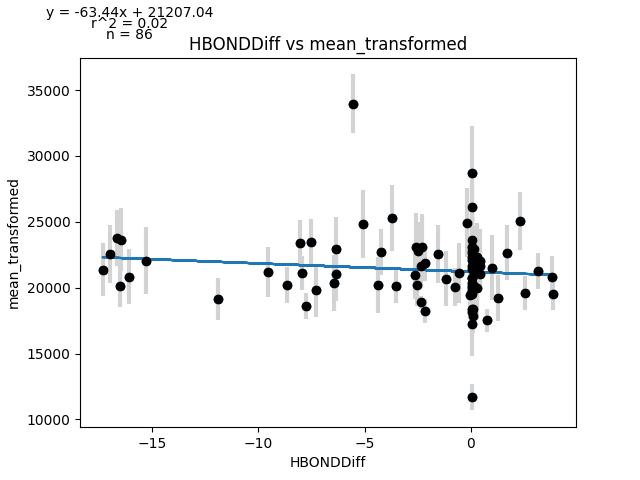 y = -63.44x + 21207.04
r^2 = 0.02
n = 86
HBONDDiff vs mean_transformed
mean_transformed
35000
30000
25000
20000
15000
10000
−15
−10
−5
0
HBONDDiff